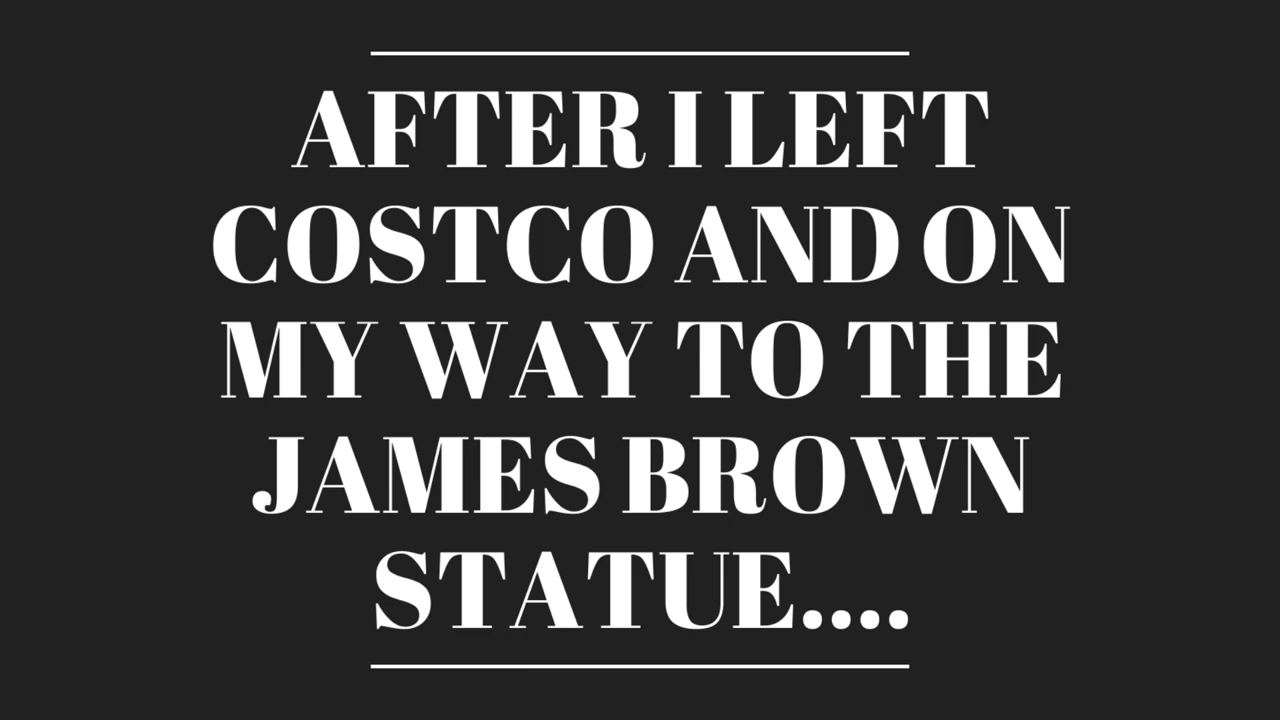 AFTER I LEFT
COSTCO AND ON
MY WAY TO THE
JAMES BROWN
STATUE....